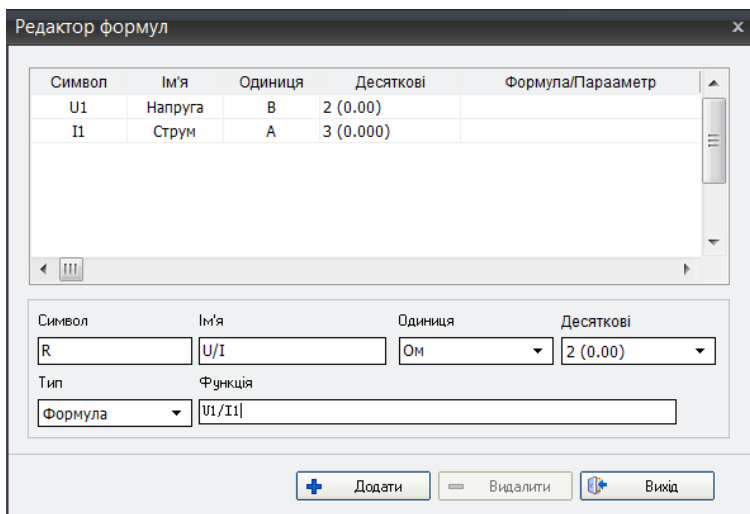 Редактор формул x
Символ Ім'я Одиниця Десяткові Формула/Парааметр
U1 Напруга В 2 (0.00)
I1 Струм А 3 (0.000)
Символ Ім'я Одиниця Десяткові
R U/I Ом 2 (0.00)
Тип Функція
Формула U1/I1
Додати Видалити Вихід